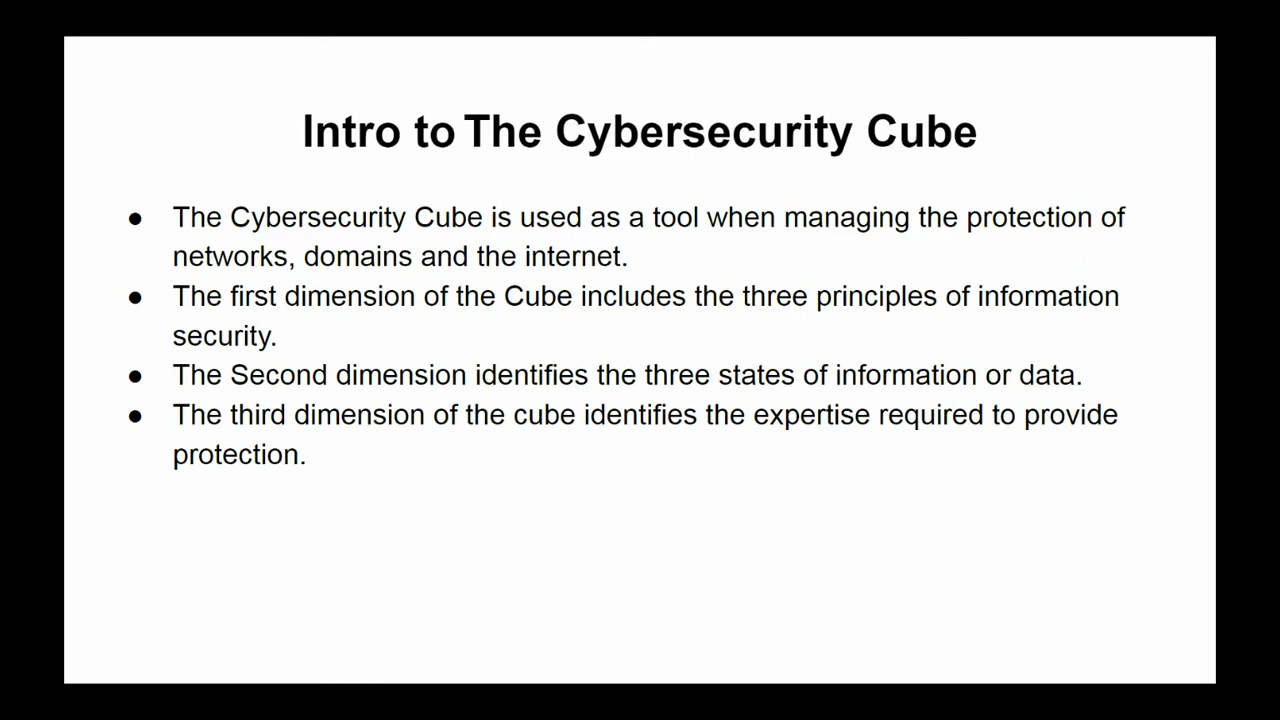 Intro to The Cybersecurity Cube
● The Cybersecurity Cube is used as a tool when managing the protection of
networks, domains and the internet.
● The first dimension of the Cube includes the three principles of information
security.
● The Second dimension identifies the three states of information or data.
● The third dimension of the cube identifies the expertise required to provide
protection.